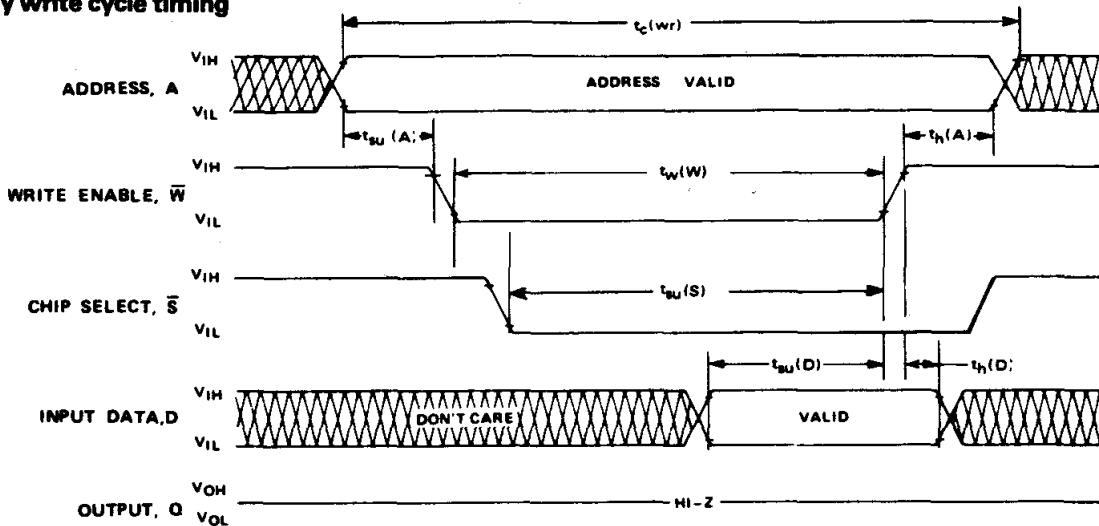 y write cycle timing
tc(wr)
VIH
ADDRESS, A
ADDRESS VALID
VIL
tsu(A)
th(A)
VIH
WRITE ENABLE, W̅
tw(W)
VIL
VIH
CHIP SELECT, S̅
tsu(S)
VIL
tsu(D)
th(D)
VIH
INPUT DATA,D
DON'T CARE
VALID
VIL
VOH
OUTPUT, Q
HI-Z
VOL